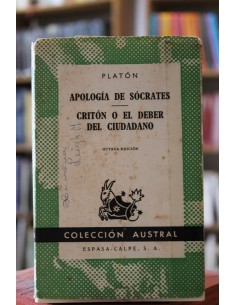 PLATÓN
APOLOGÍA DE SÓCRATES
CRITÓN O EL DEBER
DEL CIUDADANO
OCTAVA EDICIÓN
COLECCIÓN AUSTRAL
ESPASA-CALPE, S. A.